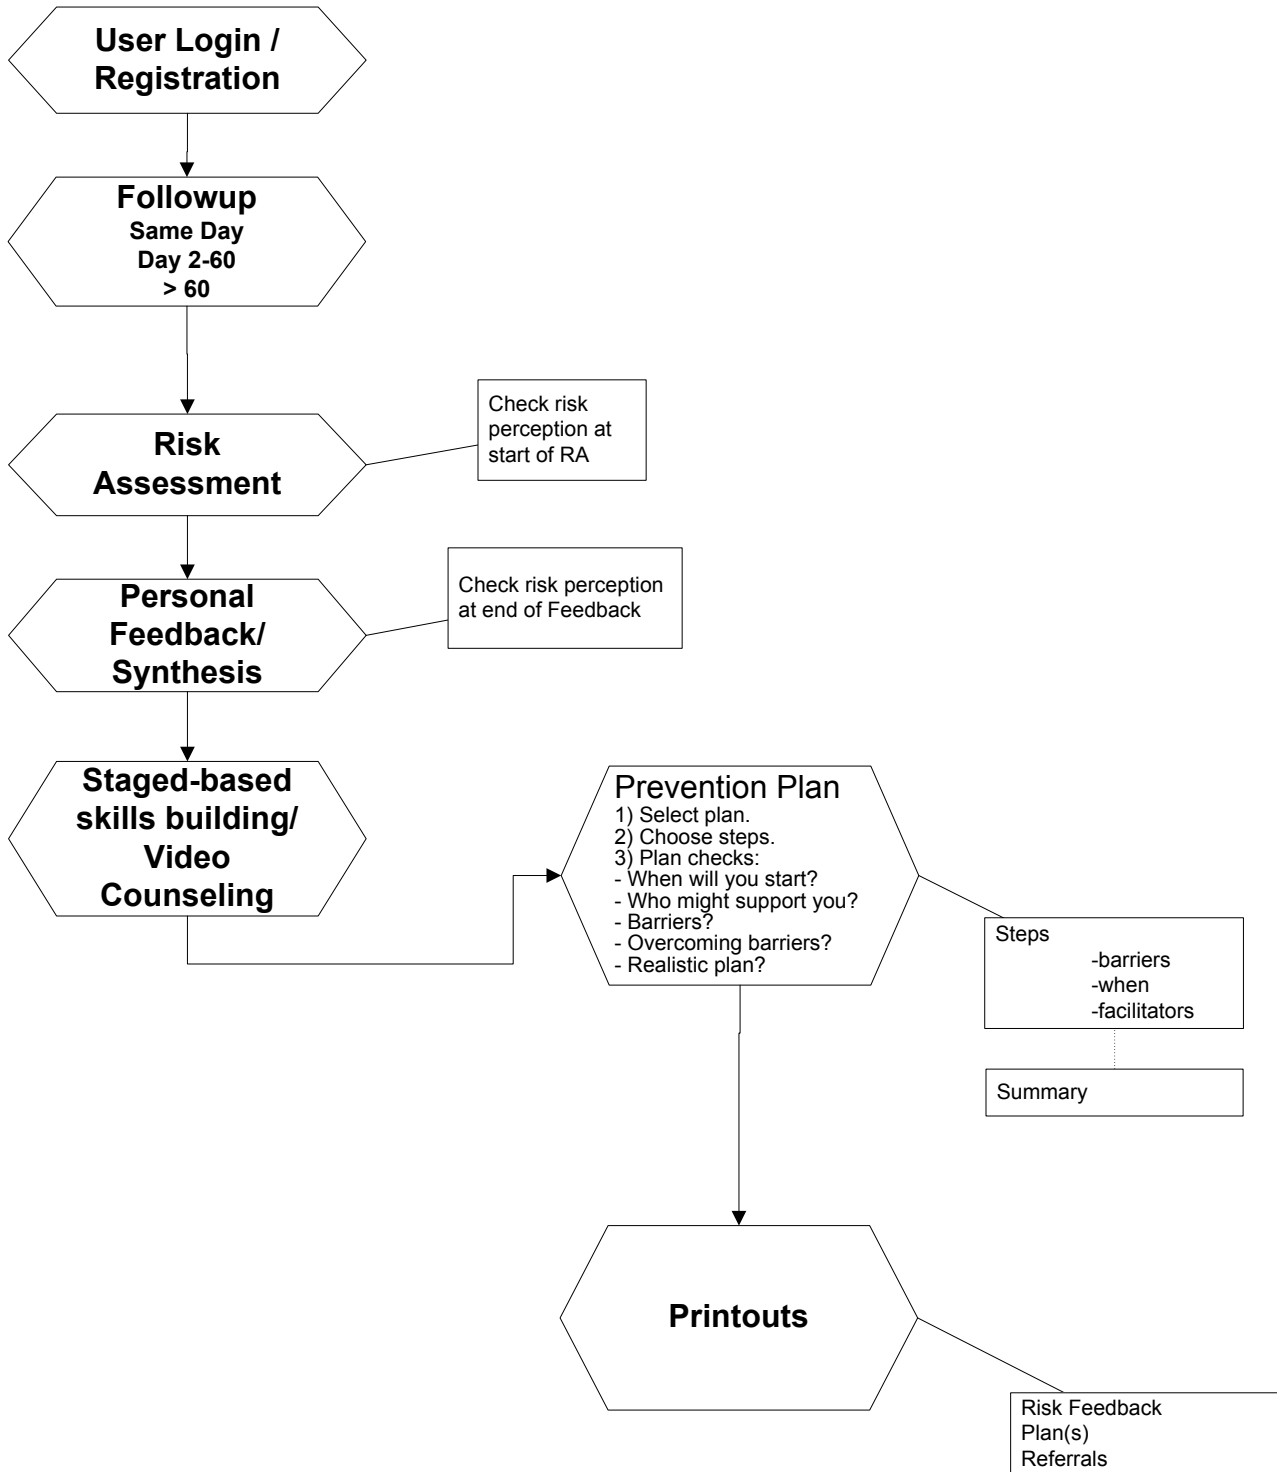 User Login /
Registration
Followup
Same Day
Day 2-60
> 60
Risk
Assessment
Check risk
perception at
start of RA
Personal
Feedback/
Synthesis
Check risk perception
at end of Feedback
Staged-based
skills building/
Video
Counseling
Prevention Plan
1) Select plan.
2) Choose steps.
3) Plan checks:
- When will you start?
- Who might support you?
- Barriers?
- Overcoming barriers?
- Realistic plan?
Steps
-barriers
-when
-facilitators
Summary
Printouts
Risk Feedback
Plan(s)
Referrals